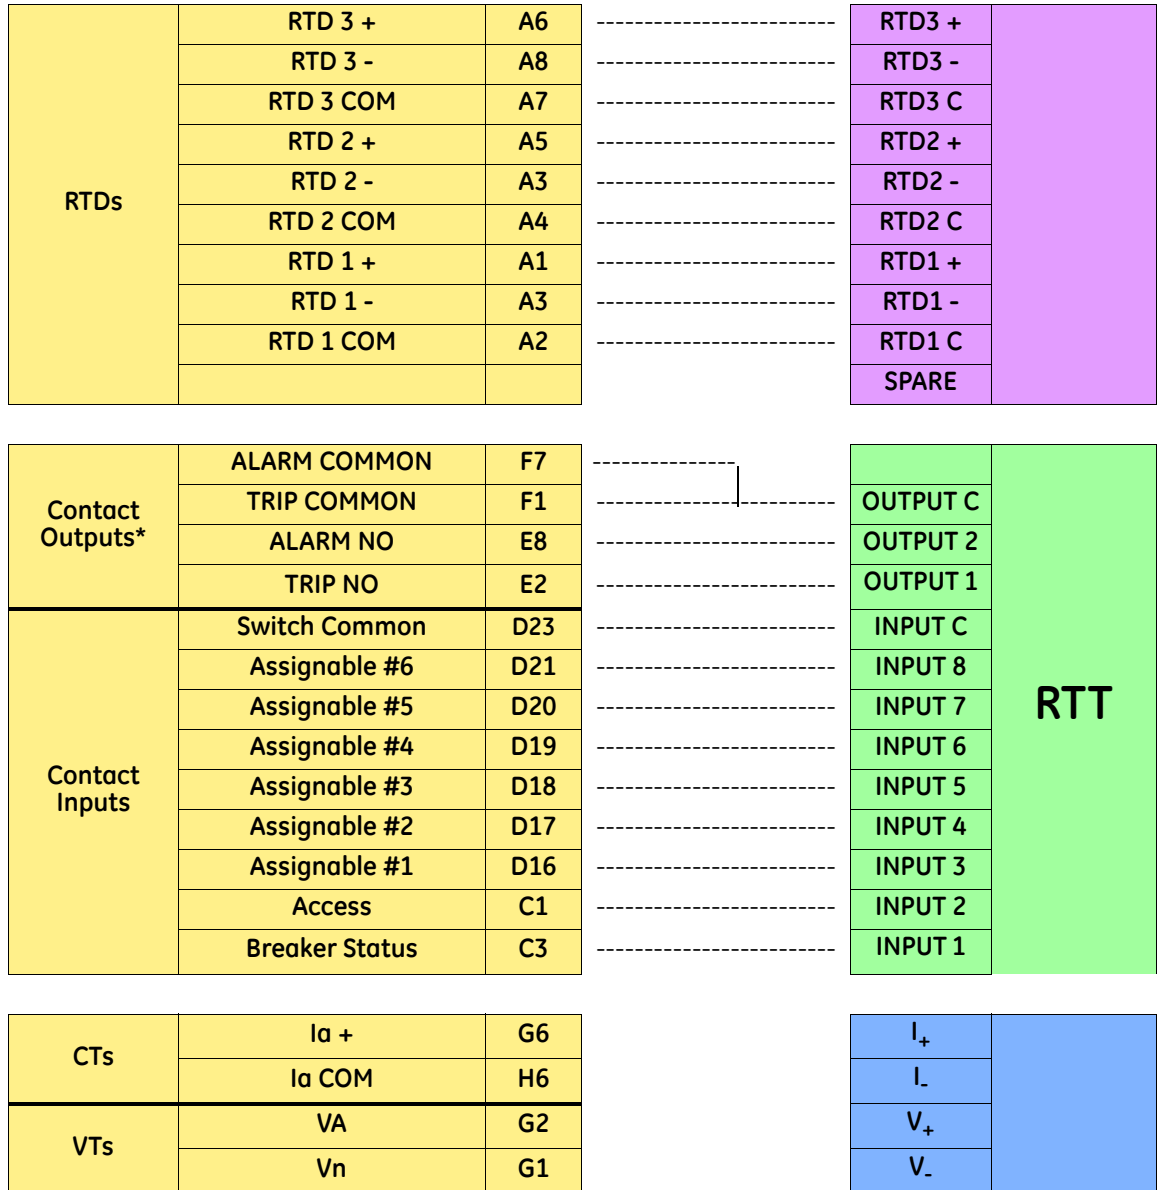 RTDs
RTD 3 + A6 RTD3 +
RTD 3 - A8 RTD3 -
RTD 3 COM A7 RTD3 C
RTD 2 + A5 RTD2 +
RTD 2 - A3 RTD2 -
RTD 2 COM A4 RTD2 C
RTD 1 + A1 RTD1 +
RTD 1 - A3 RTD1 -
RTD 1 COM A2 RTD1 C
SPARE
Contact
Outputs*
ALARM COMMON F7
TRIP COMMON F1 OUTPUT C
ALARM NO E8 OUTPUT 2
TRIP NO E2 OUTPUT 1
Contact
Inputs
Switch Common D23 INPUT C
Assignable #6 D21 INPUT 8
Assignable #5 D20 INPUT 7
Assignable #4 D19 INPUT 6
Assignable #3 D18 INPUT 5
Assignable #2 D17 INPUT 4
Assignable #1 D16 INPUT 3
Access C1 INPUT 2
Breaker Status C3 INPUT 1
RTT
CTs
Ia + G6 I+
Ia COM H6 I-
VTs
VA G2 V+
Vn G1 V-